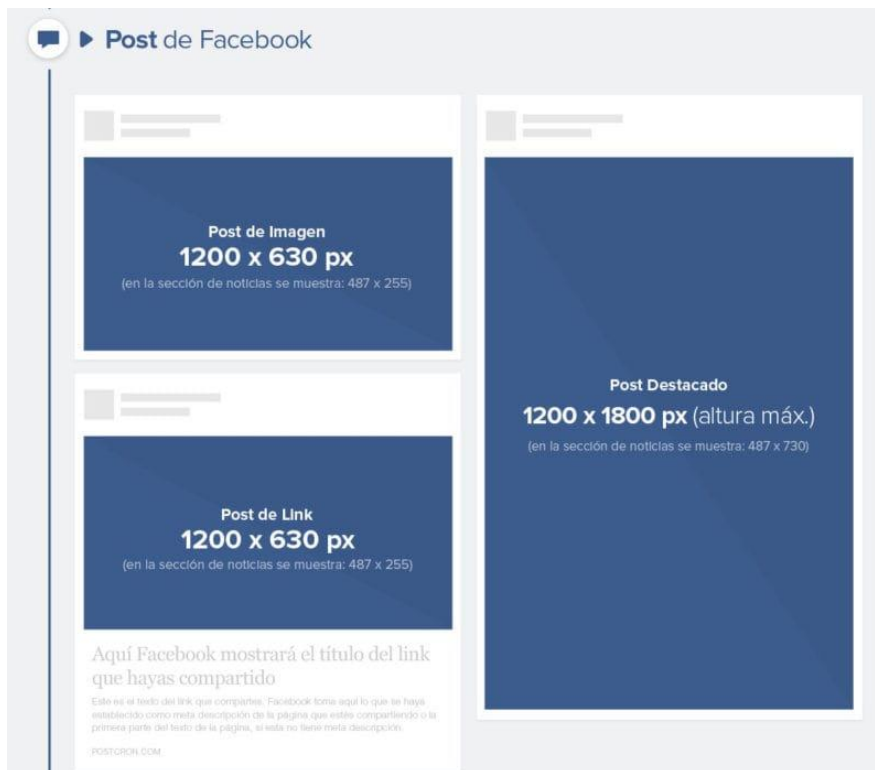 Post de Facebook
Post de Imagen
1200 x 630 px
(en la sección de noticias se muestra: 487 x 255)
Post de Link
1200 x 630 px
(en la sección de noticias se muestra: 487 x 255)
Aquí Facebook mostrará el título del link
que hayas compartido
Este es el texto del link que compartes. Facebook toma aquí lo que se haya
establecido como meta descripción de la página que estés compartiendo o la
primera parte del texto de la página, si esta no tiene meta descripción.
POSTCRON.COM
Post Destacado
1200 x 1800 px (altura máx.)
(en la sección de noticias se muestra: 487 x 730)